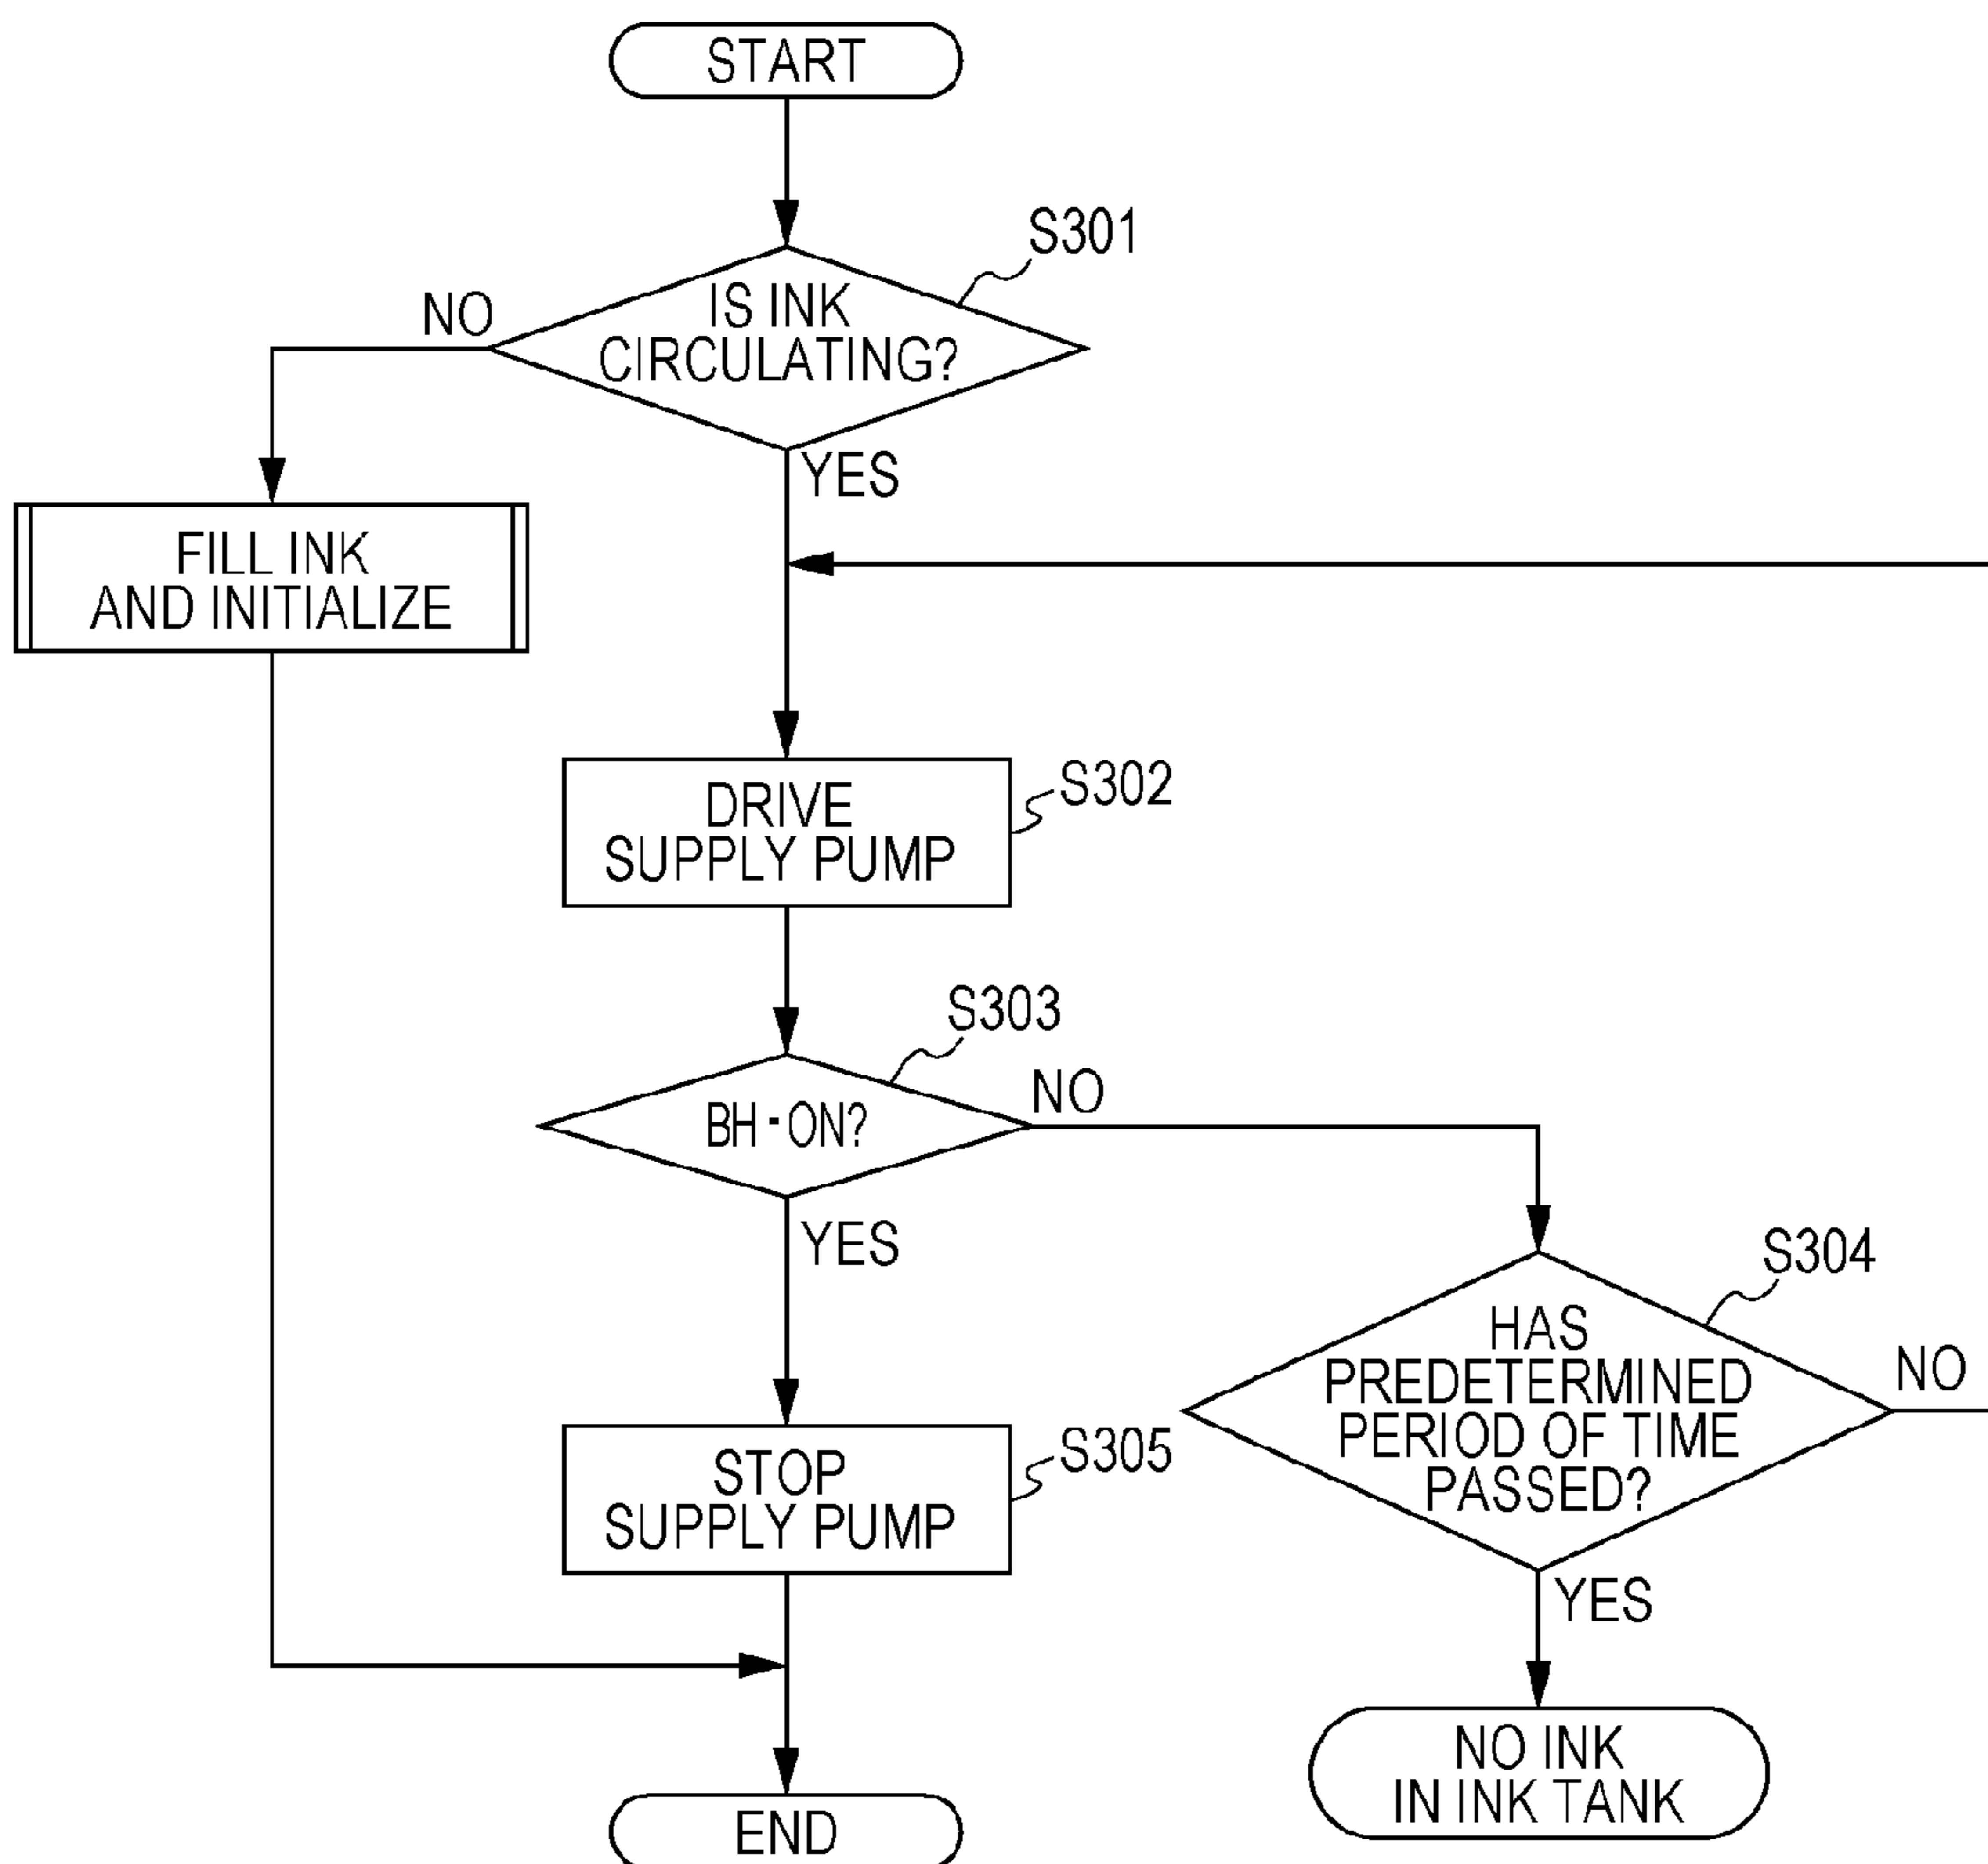 START
S301
IS INK
CIRCULATING?
NO
YES
FILL INK
AND INITIALIZE
DRIVE
SUPPLY PUMP
S302
S303
BH-ON?
NO
YES
S304
HAS
PREDETERMINED
PERIOD OF TIME
PASSED?
NO
STOP
SUPPLY PUMP
S305
YES
NO INK
IN INK TANK
END